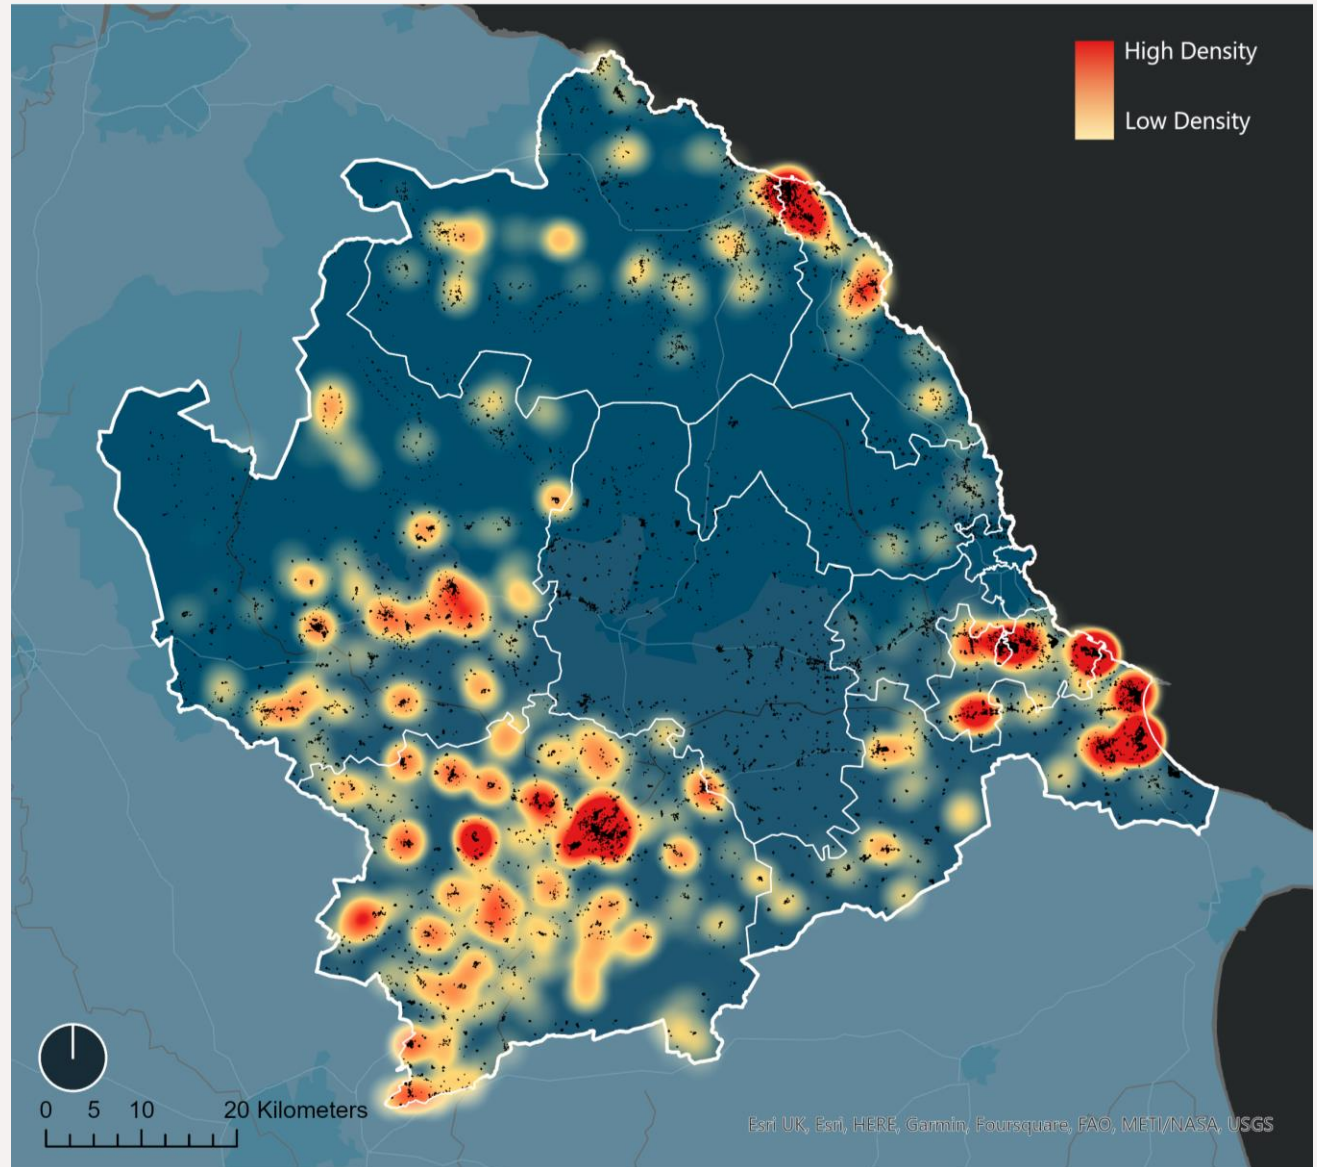 High Density
Low Density
0 5 10 20 Kilometers
Esri UK, Esri, HERE, Garmin, Foursquare, FAO, METI/NASA, USGS